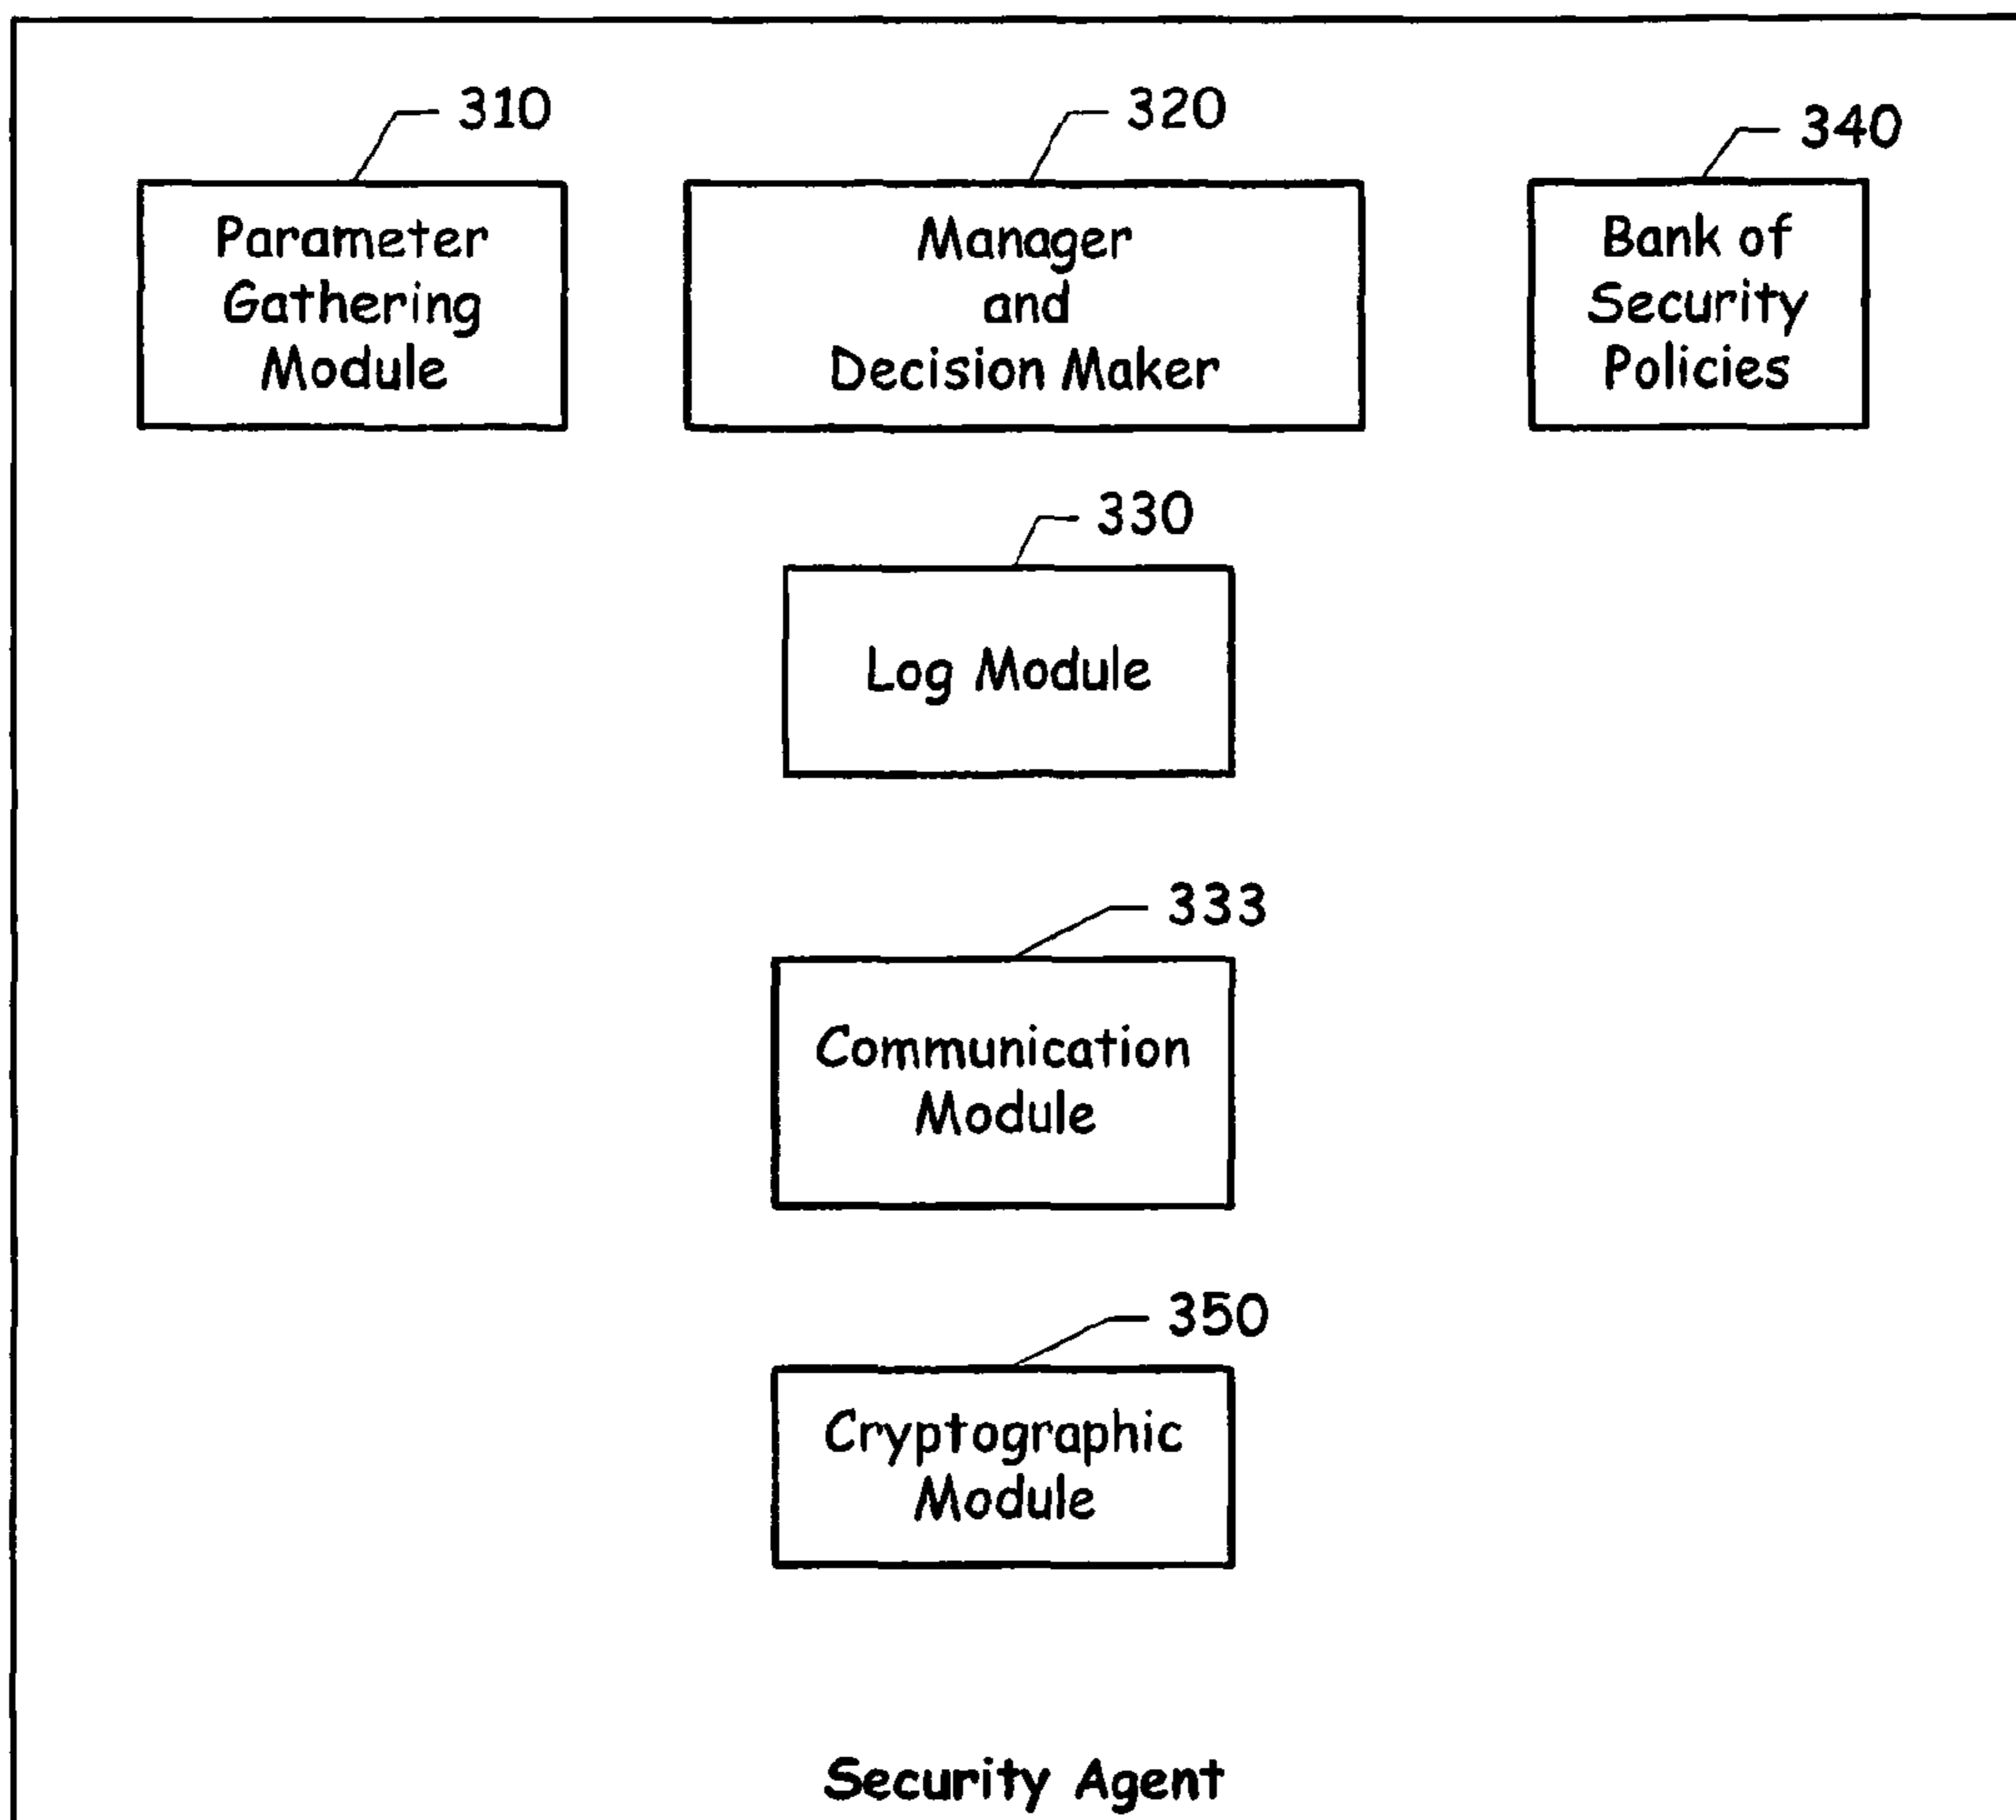 310
320
340
Parameter
Gathering
Module
Manager
and
Decision Maker
Bank of
Security
Policies
330
Log Module
333
Communication
Module
350
Cryptographic
Module
Security Agent